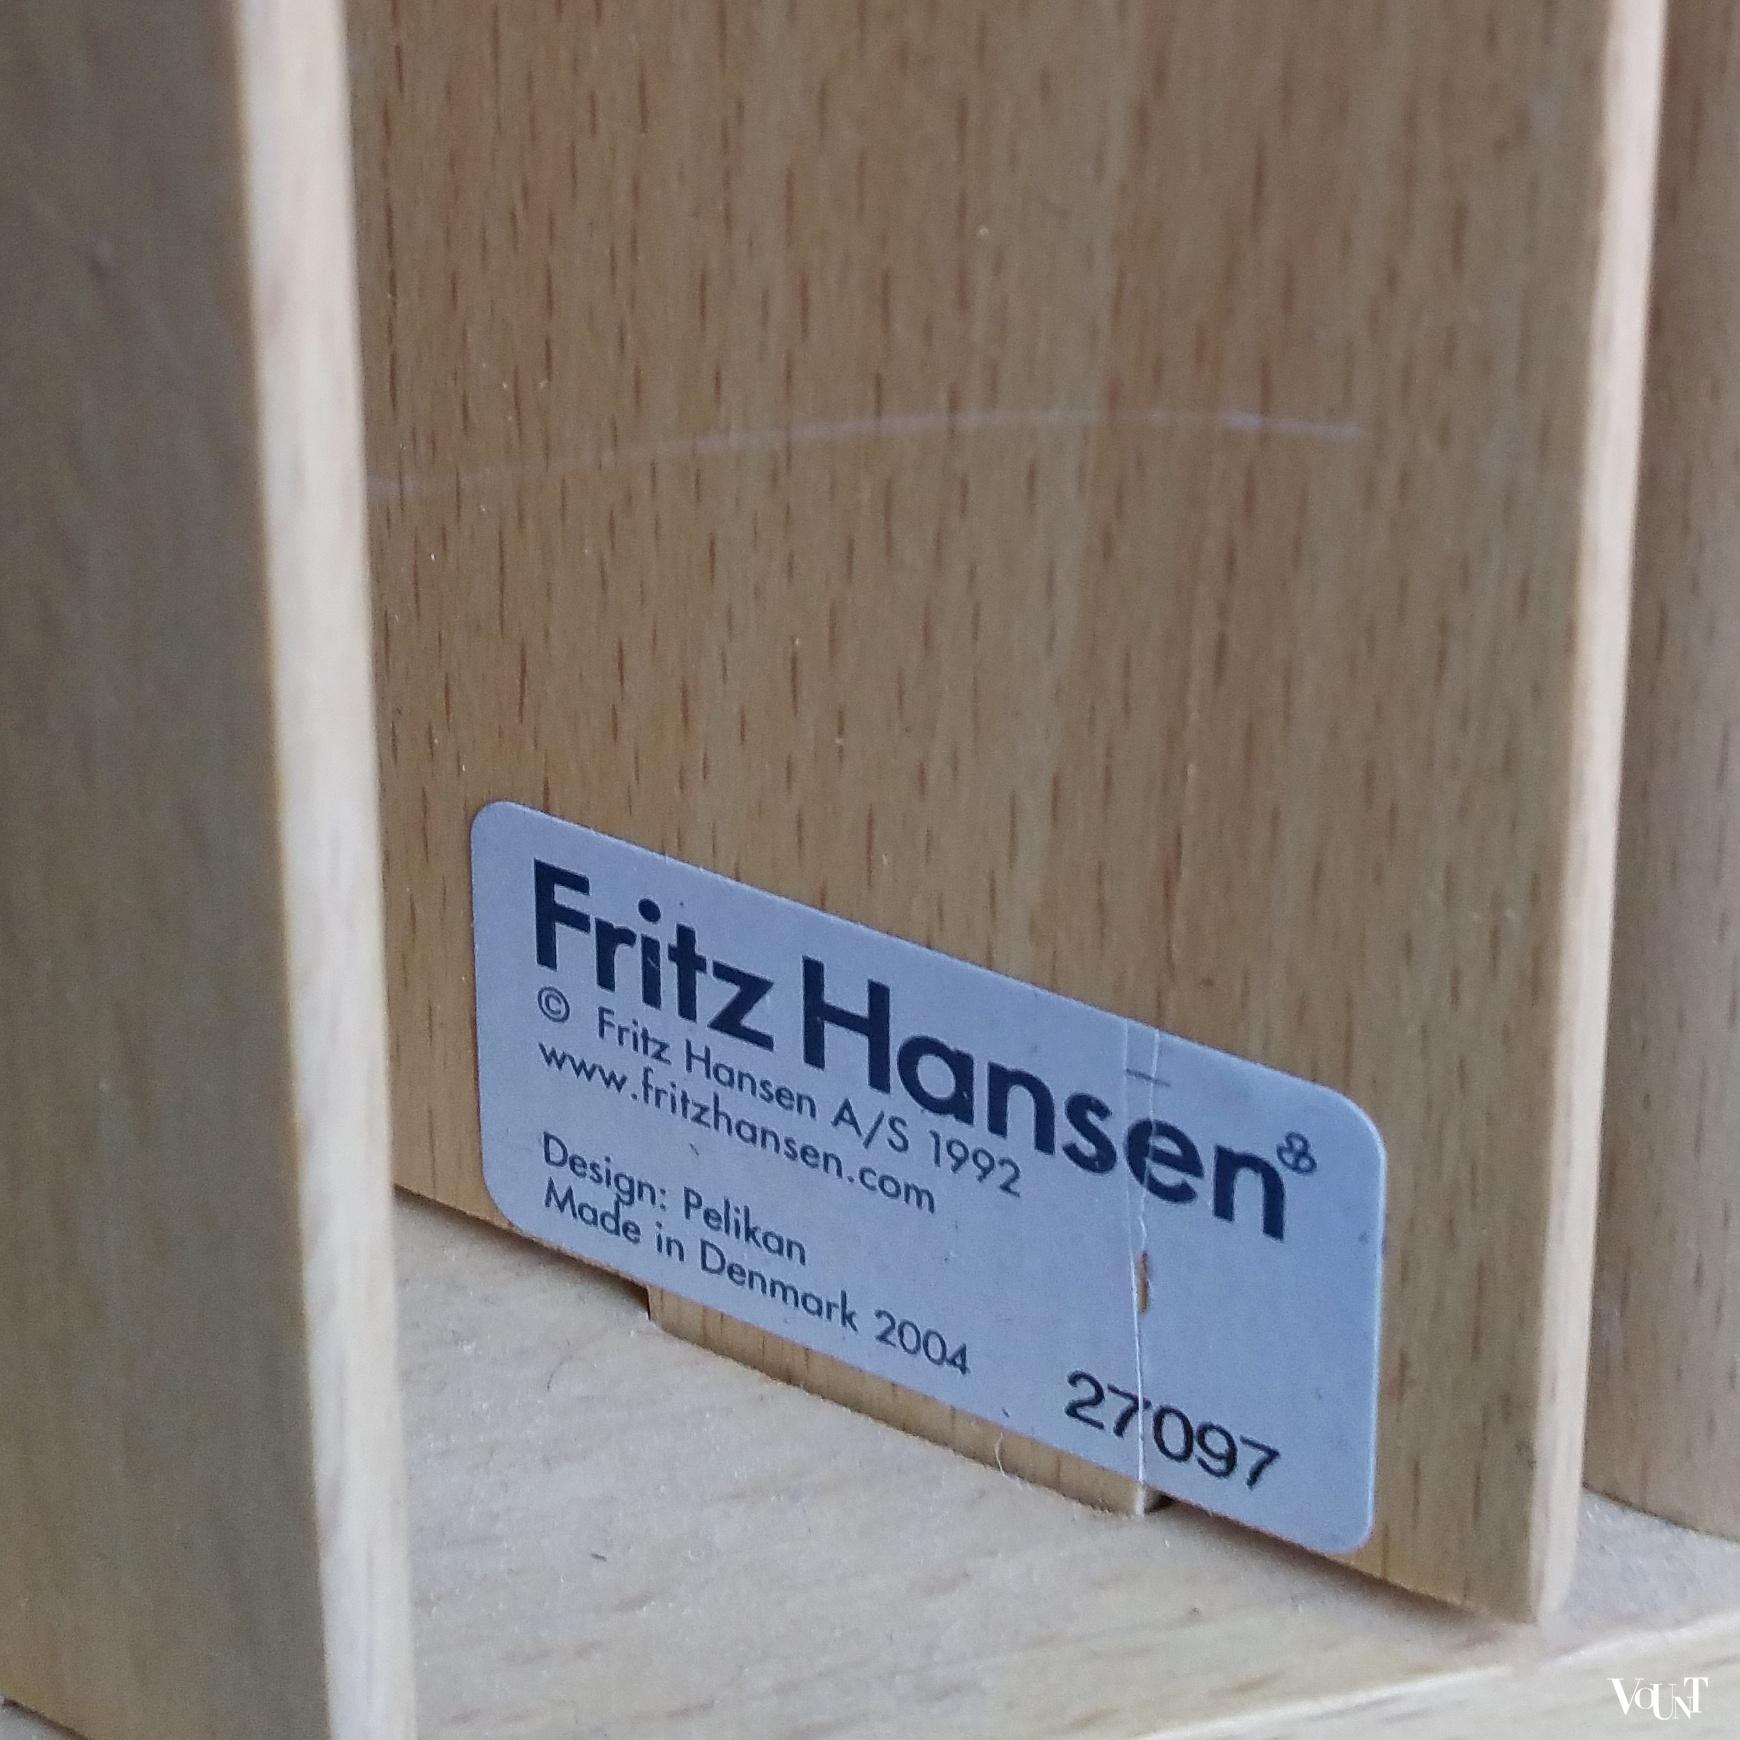 Fritz Hansen
© Fritz Hansen A/S 1992
www.fritzhansen.com
Design: Pelikan
Made in Denmark 2004
27097
VOUNT